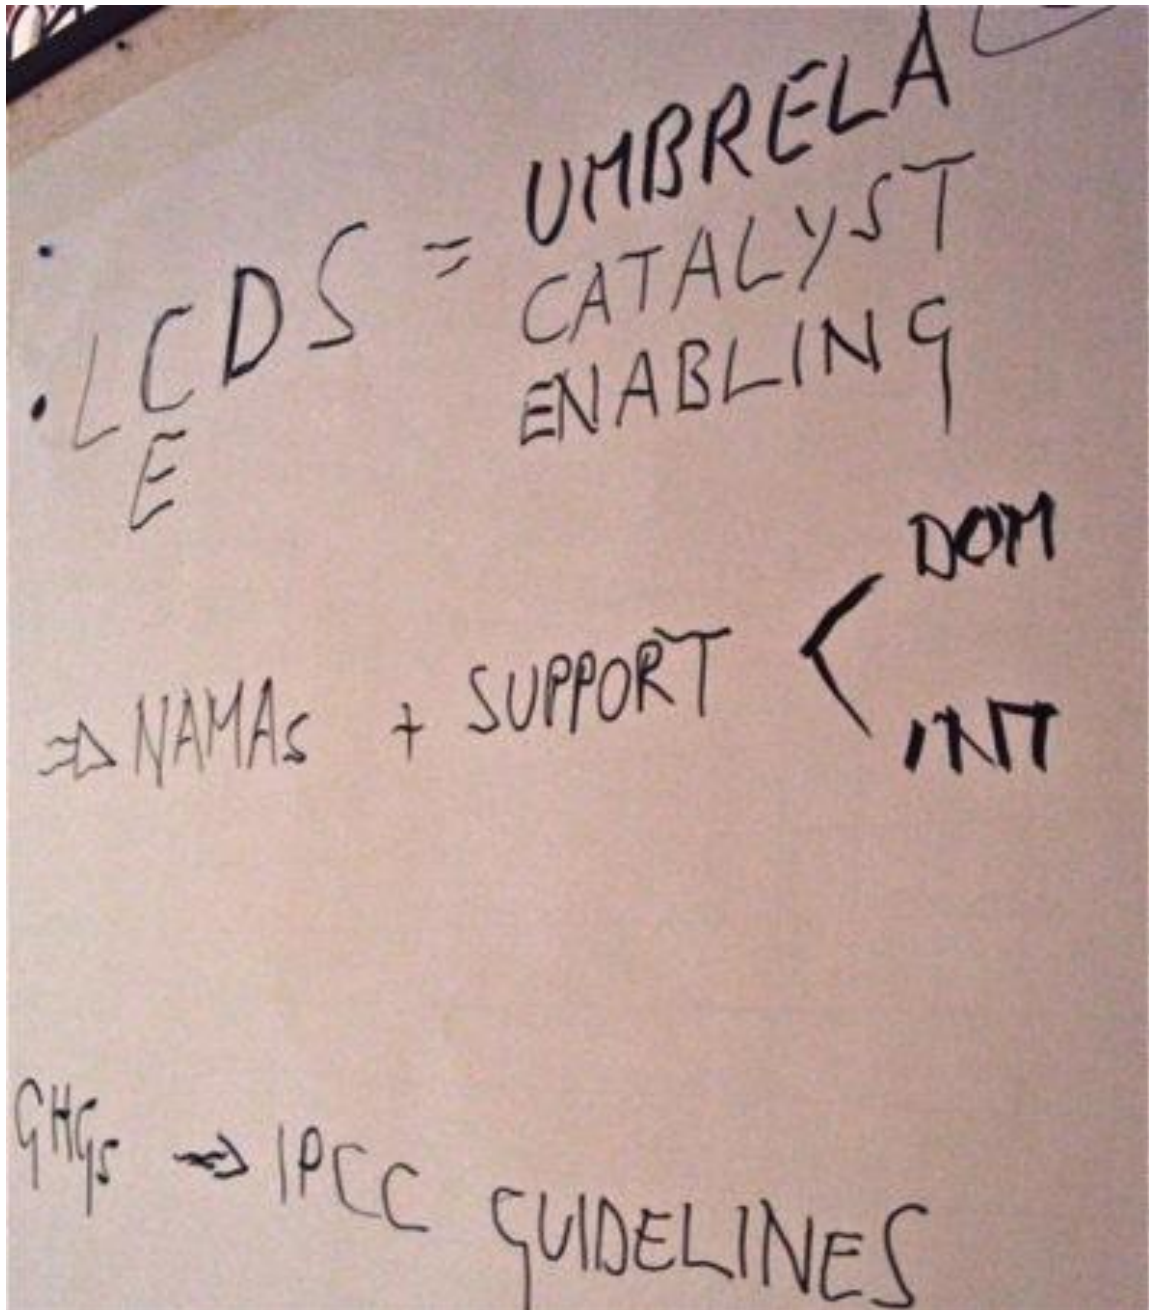 UMBRELA
• LCDS = CATALYST
E ENABLING
DOM
⇒ NAMAs + SUPPORT <
INT
GHGs ⇒ IPCC GUIDELINES